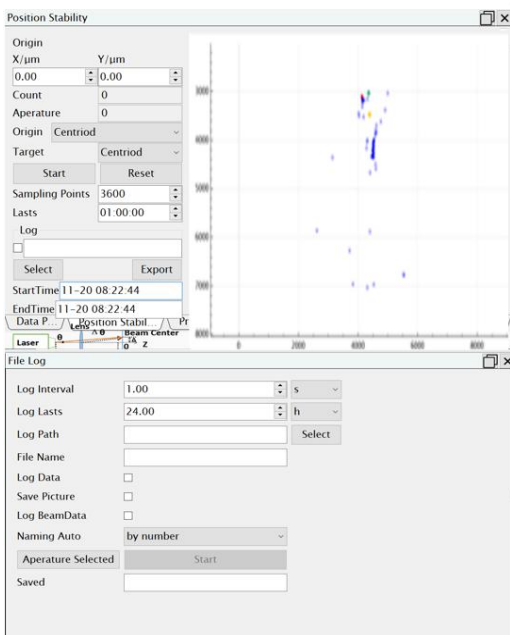 Position Stability
Origin
X/μm Y/μm
0.00 0.00
Count 0
Aperature 0
Origin Centriod
Target Centriod
Start Reset
Sampling Points 3600
Lasts 01:00:00
Log
Select Export
StartTime 11-20 08:22:44
EndTime 11-20 08:22:44
Data P... Position Stabil... Pr
Lens θ Beam Center
Laser θ θ Z
3000
4000
5000
6000
7000
8000
0 2000 4000 6000 8000
File Log
Log Interval 1.00 s
Log Lasts 24.00 h
Log Path Select
File Name
Log Data
Save Picture
Log BeamData
Naming Auto by number
Aperature Selected Start
Saved